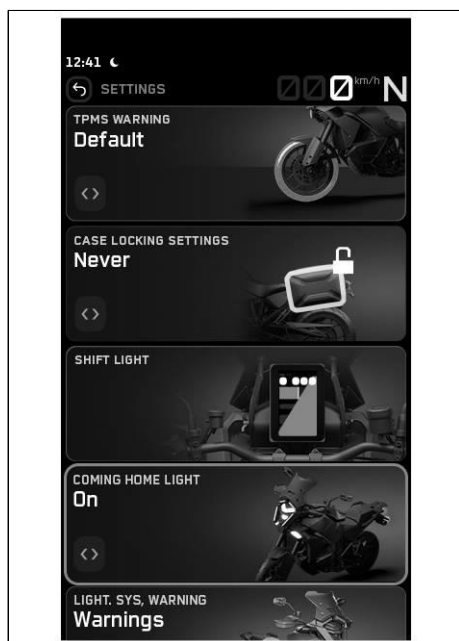 12:41
SETTINGS
000 km/h N
TPMS WARNING
Default
CASE LOCKING SETTINGS
Never
SHIFT LIGHT
COMING HOME LIGHT
On
LIGHT. SYS, WARNING
Warnings